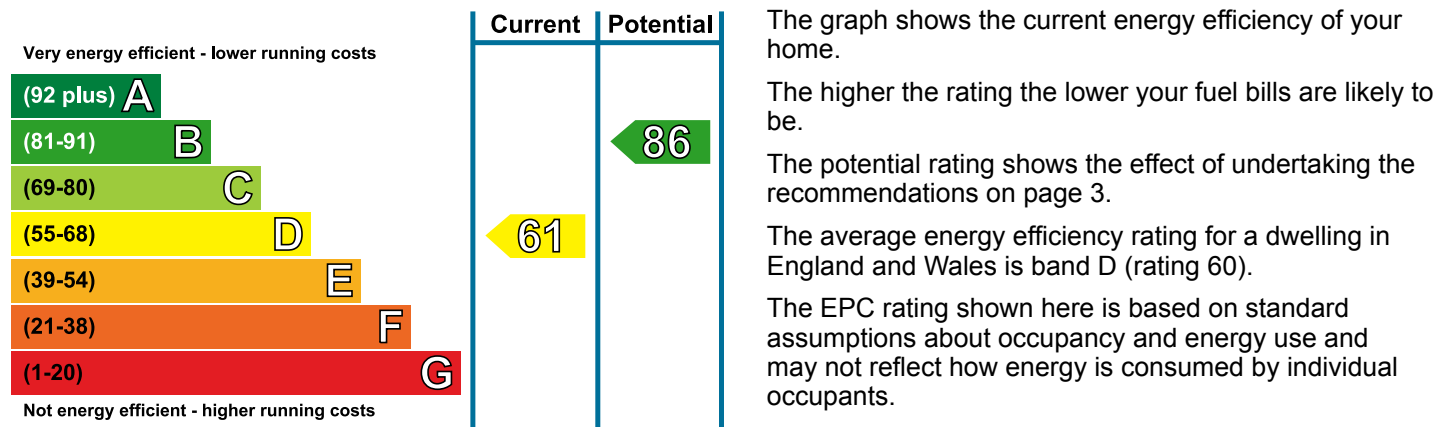 Current Potential
Very energy efficient - lower running costs
(92 plus) A
(81-91) B
86
(69-80) C
(55-68) D
61
(39-54) E
(21-38) F
(1-20) G
Not energy efficient - higher running costs
The graph shows the current energy efficiency of your
home.
The higher the rating the lower your fuel bills are likely to
be.
The potential rating shows the effect of undertaking the
recommendations on page 3.
The average energy efficiency rating for a dwelling in
England and Wales is band D (rating 60).
The EPC rating shown here is based on standard
assumptions about occupancy and energy use and
may not reflect how energy is consumed by individual
occupants.